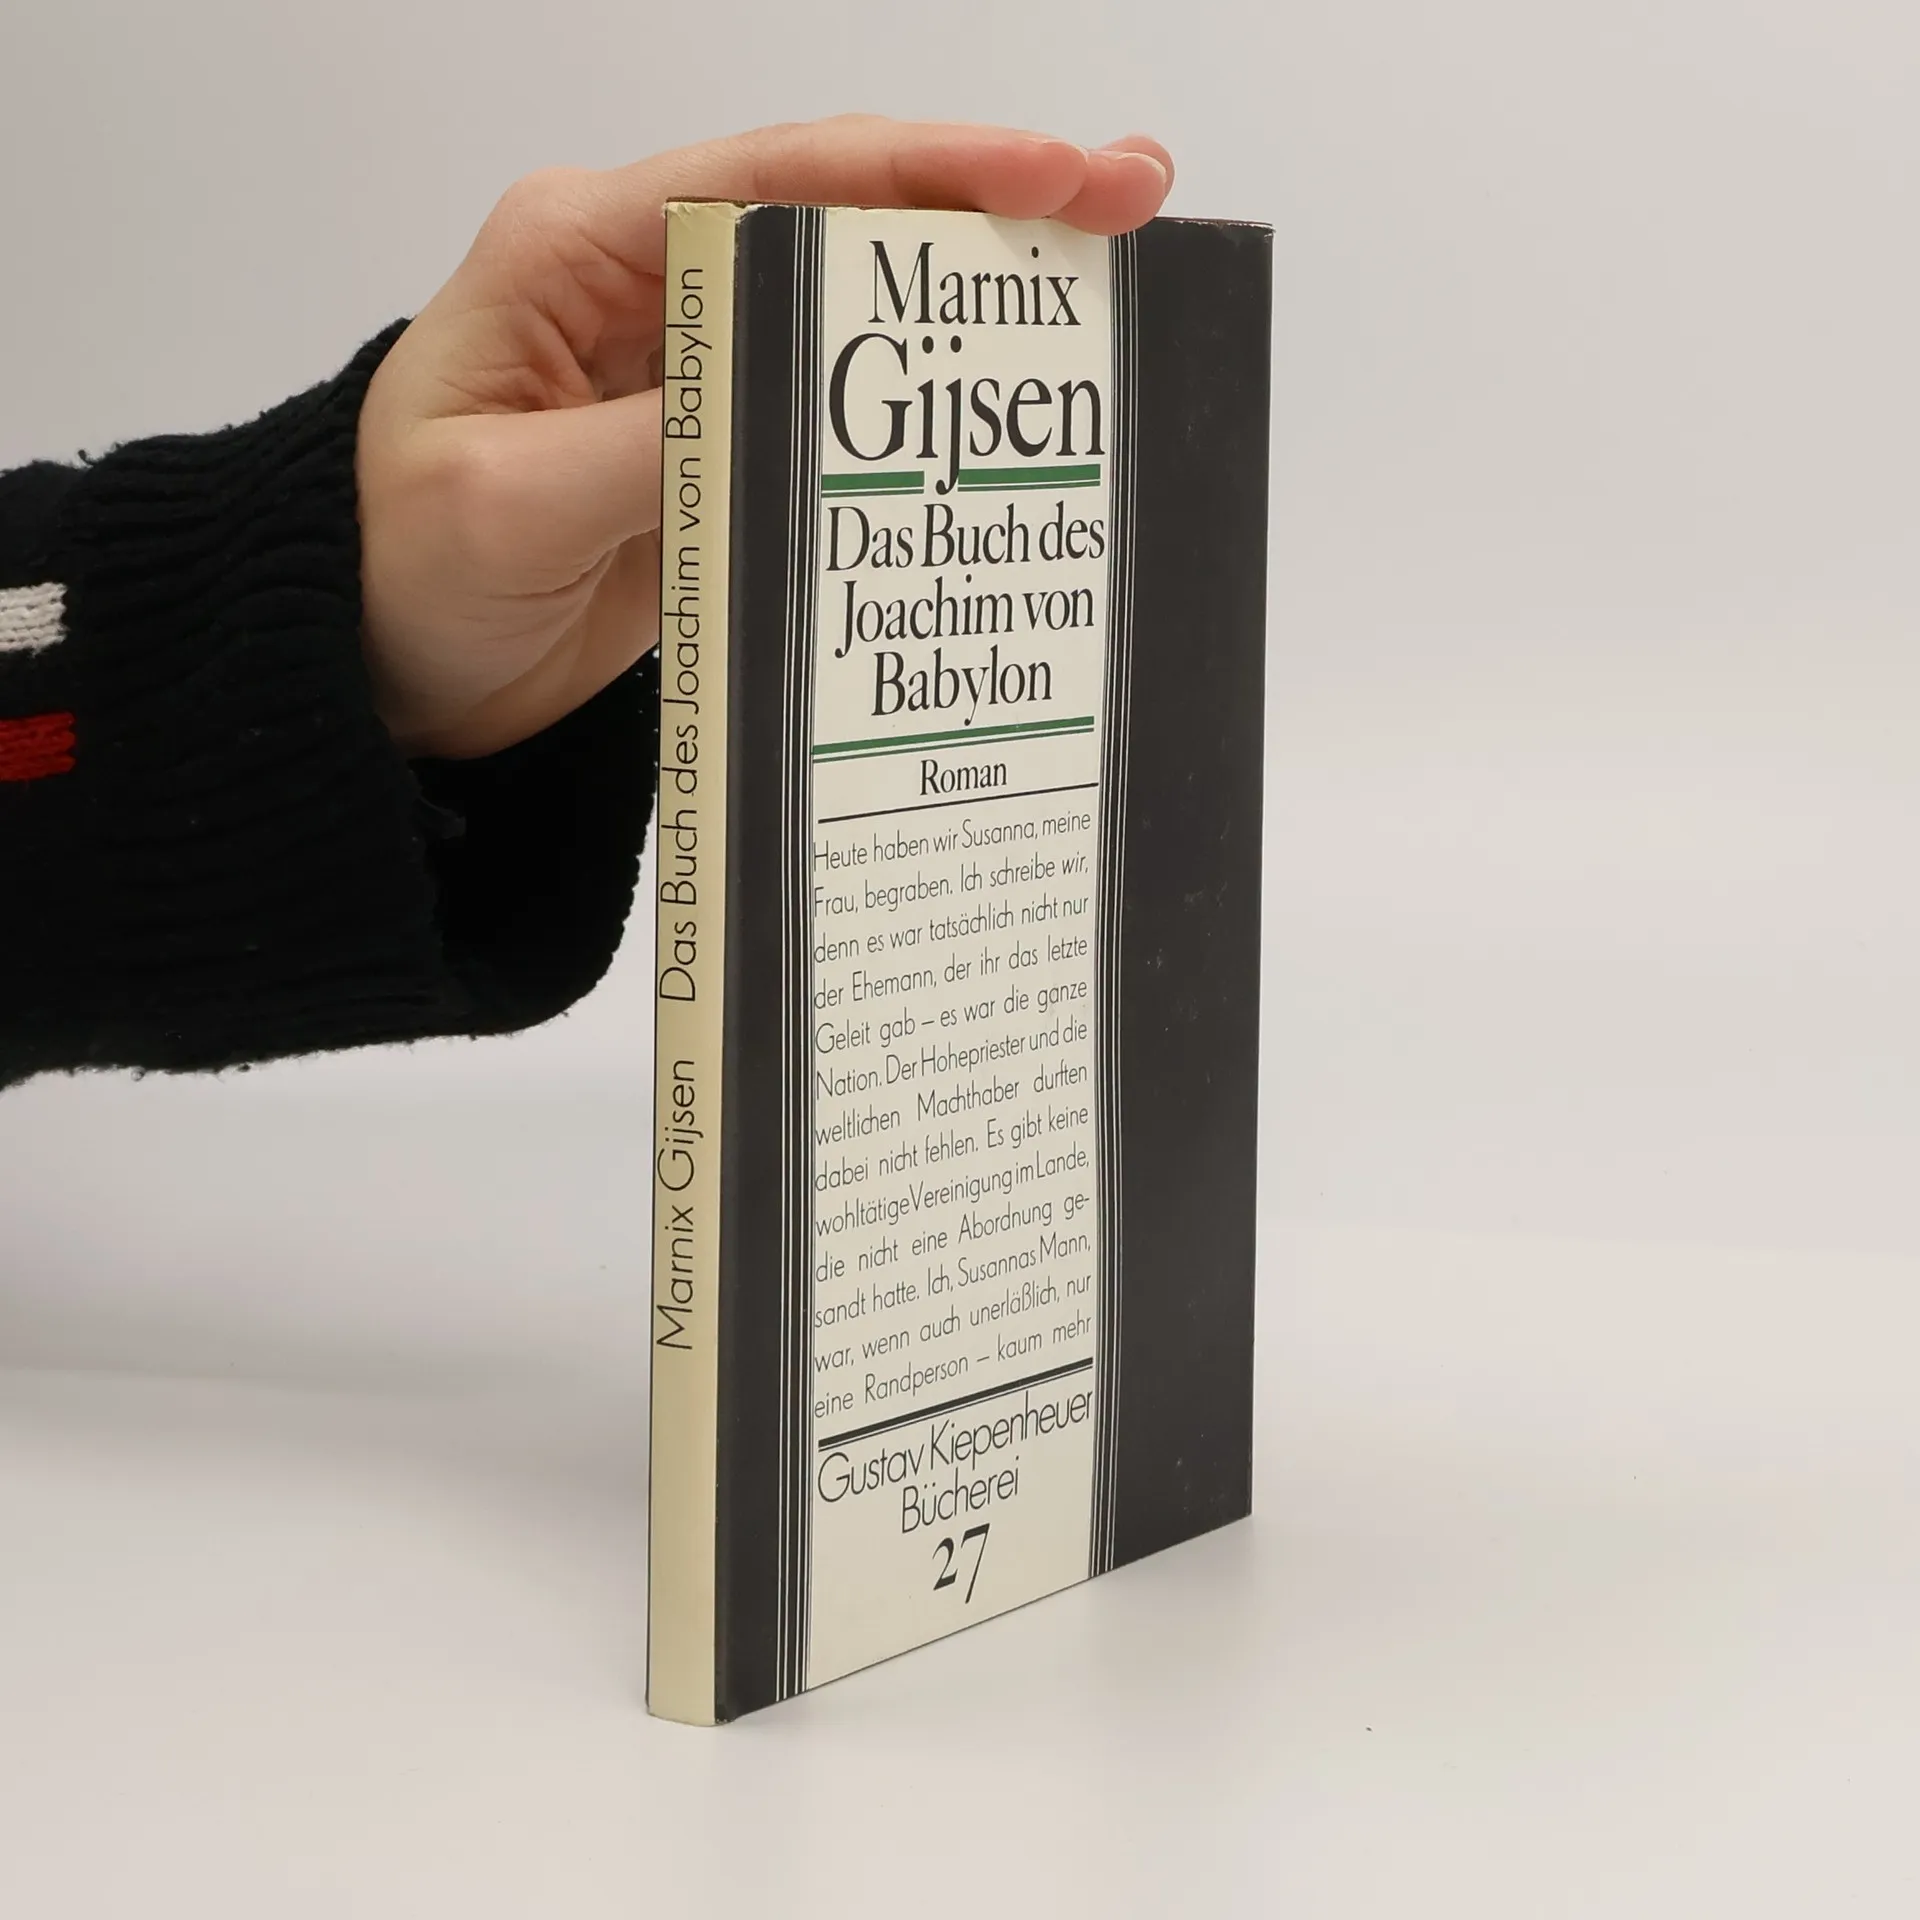 Marnix Gijsen Das Buch des Joachim von Babylon
Marnix
Gijsen
Das Buch des
Joachim von
Babylon
Roman
Heute haben wir Susanna, meine
Frau, begraben. Ich schreibe wir,
denn es war tatsächlich nicht nur
der Ehemann, der ihr das letzte
Geleit gab – es war die ganze
Nation. Der Hohepriester und die
weltlichen Machthaber durften
dabei nicht fehlen. Es gibt keine
wohltätige Vereinigung im Lande,
die nicht eine Abordnung ge-
sandt hatte. Ich, Susannas Mann,
war, wenn auch unerläßlich, nur
eine Randperson – kaum mehr
Gustav Kiepenheuer
Bücherei
27